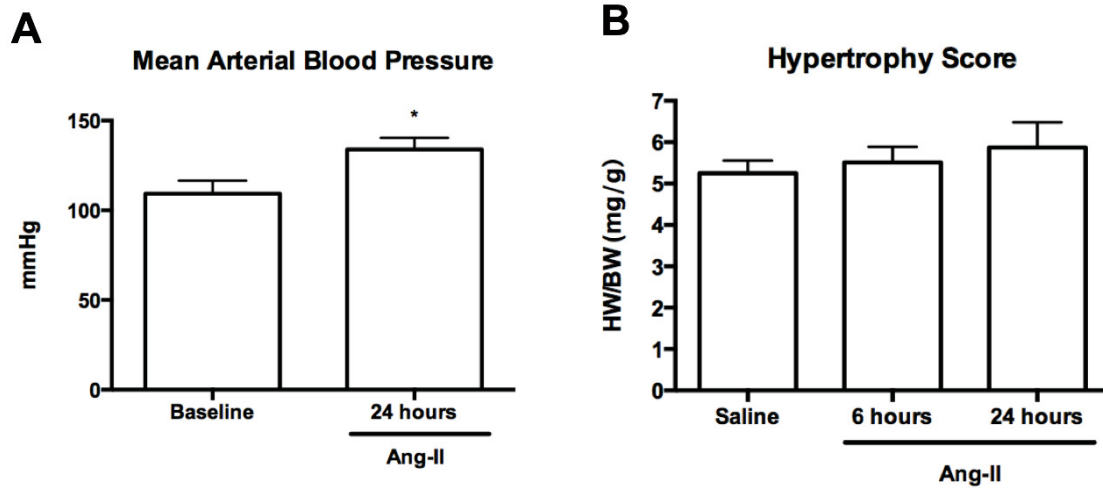 A
Mean Arterial Blood Pressure
mmHg
150
100
50
0
*
Baseline
24 hours
Ang-II
B
Hypertrophy Score
HW/BW (mg/g)
7
6
5
4
3
2
1
0
Saline
6 hours
24 hours
Ang-II